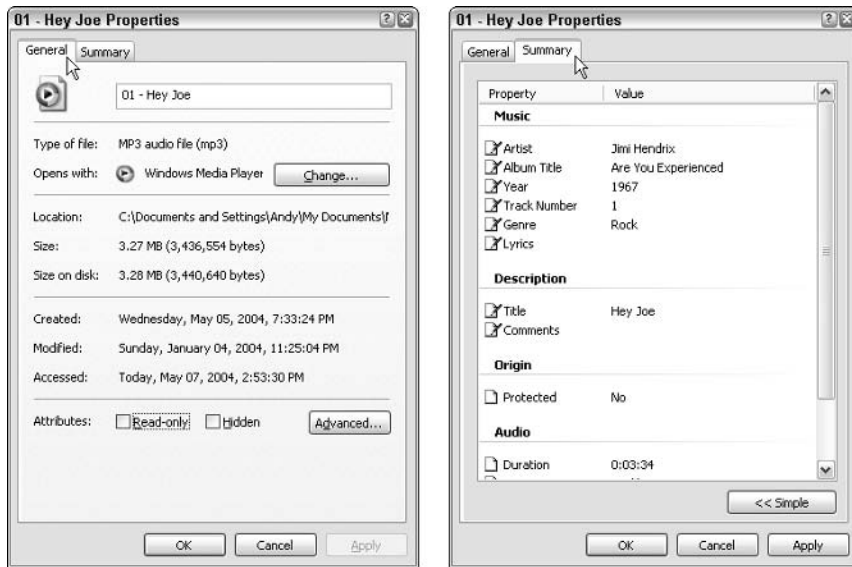 01 - Hey Joe Properties
General Summary
01 - Hey Joe
Type of file: MP3 audio file (mp3)
Opens with: Windows Media Player Change...
Location: C:\Documents and Settings\Andy\My Documents\
Size: 3.27 MB (3,436,554 bytes)
Size on disk: 3.28 MB (3,440,640 bytes)
Created: Wednesday, May 05, 2004, 7:33:24 PM
Modified: Sunday, January 04, 2004, 11:25:04 PM
Accessed: Today, May 07, 2004, 2:53:30 PM
Attributes: Read-only Hidden Advanced...
OK Cancel Apply
01 - Hey Joe Properties
General Summary
Property Value
Music
Artist Jimi Hendrix
Album Title Are You Experienced
Year 1967
Track Number 1
Genre Rock
Lyrics
Description
Title Hey Joe
Comments
Origin
Protected No
Audio
Duration 0:03:34
<< Simple
OK Cancel Apply